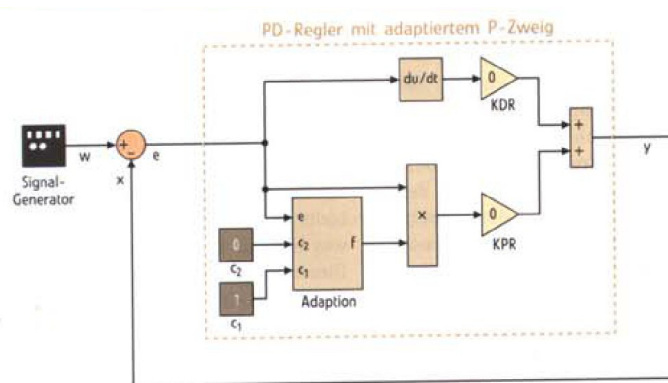 PD-Regler mit adaptiertem P-Zweig
du/dt
0
KDR
+
+
y
+
-
w
e
x
Signal-
Generator
e
c₂
c₁
f
Adaption
×
0
KPR
0
c₂
1
c₁